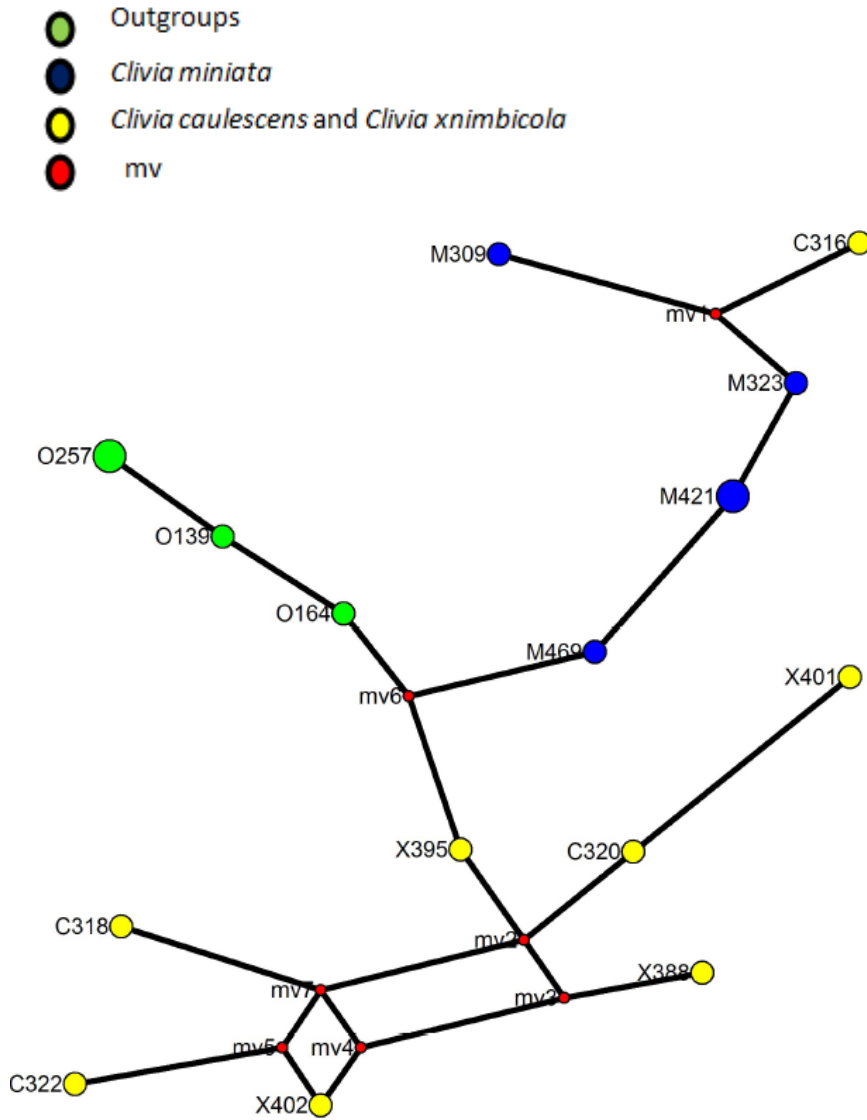 Outgroups
Clivia miniata
Clivia caulescens and Clivia xnimbicola
mv
C316
M309
mv1
M323
O257
M421
O139
O164
M469
X401
mv6
X395
C320
C318
mv2
X388
mv7
mv3
mv5
mv4
C322
X402